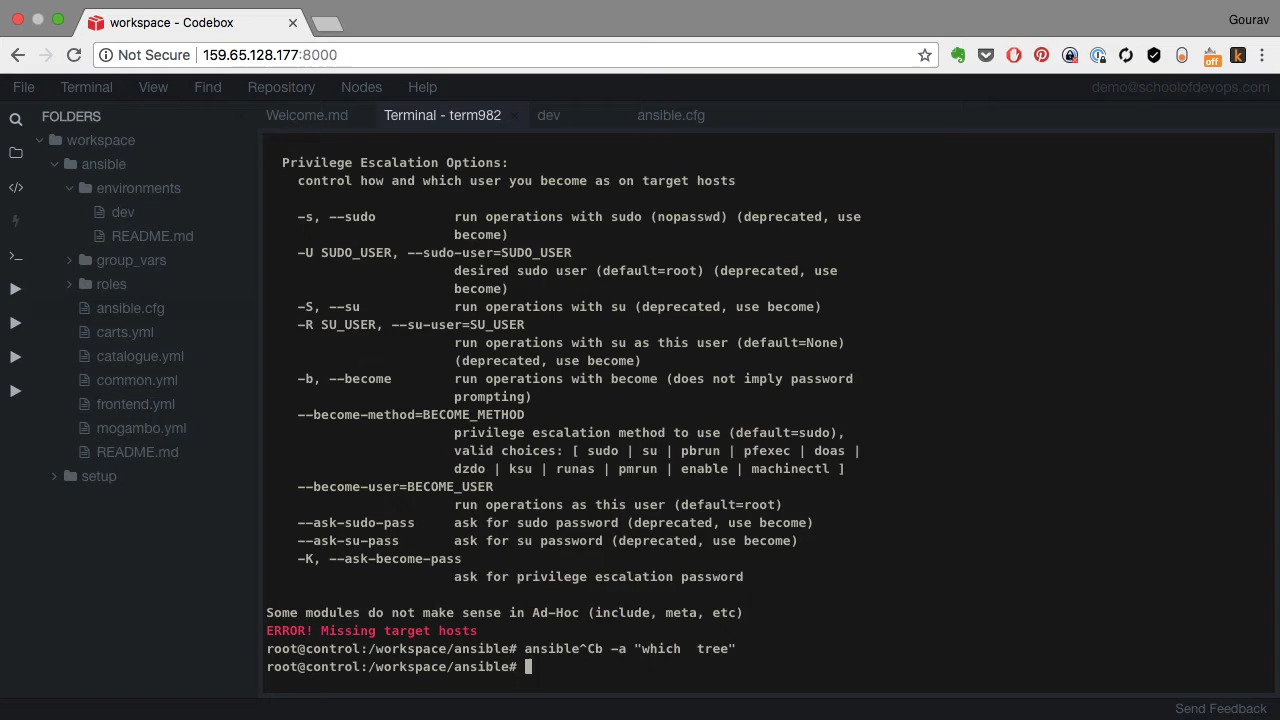 workspace - Codebox
Gourav
Not Secure
159.65.128.177:8000
off
k
File
Terminal
View
Find
Repository
Nodes
Help
demo@schoolofdevops.com
FOLDERS
workspace
ansible
environments
dev
README.md
group_vars
roles
ansible.cfg
carts.yml
catalogue.yml
common.yml
frontend.yml
mogambo.yml
README.md
setup
Welcome.md
Terminal - term982
dev
ansible.cfg
Privilege Escalation Options:
control how and which user you become as on target hosts
-s, --sudo run operations with sudo (nopasswd) (deprecated, use
become)
-U SUDO_USER, --sudo-user=SUDO_USER
desired sudo user (default=root) (deprecated, use
become)
-S, --su run operations with su (deprecated, use become)
-R SU_USER, --su-user=SU_USER
run operations with su as this user (default=None)
(deprecated, use become)
-b, --become run operations with become (does not imply password
prompting)
--become-method=BECOME_METHOD
privilege escalation method to use (default=sudo),
valid choices: [ sudo | su | pbrun | pfexec | doas |
dzdo | ksu | runas | pmrun | enable | machinectl ]
--become-user=BECOME_USER
run operations as this user (default=root)
--ask-sudo-pass ask for sudo password (deprecated, use become)
--ask-su-pass ask for su password (deprecated, use become)
-K, --ask-become-pass
ask for privilege escalation password
Some modules do not make sense in Ad-Hoc (include, meta, etc)
ERROR! Missing target hosts
root@control:/workspace/ansible# ansible^Cb -a "which  tree"
root@control:/workspace/ansible#
Send Feedback